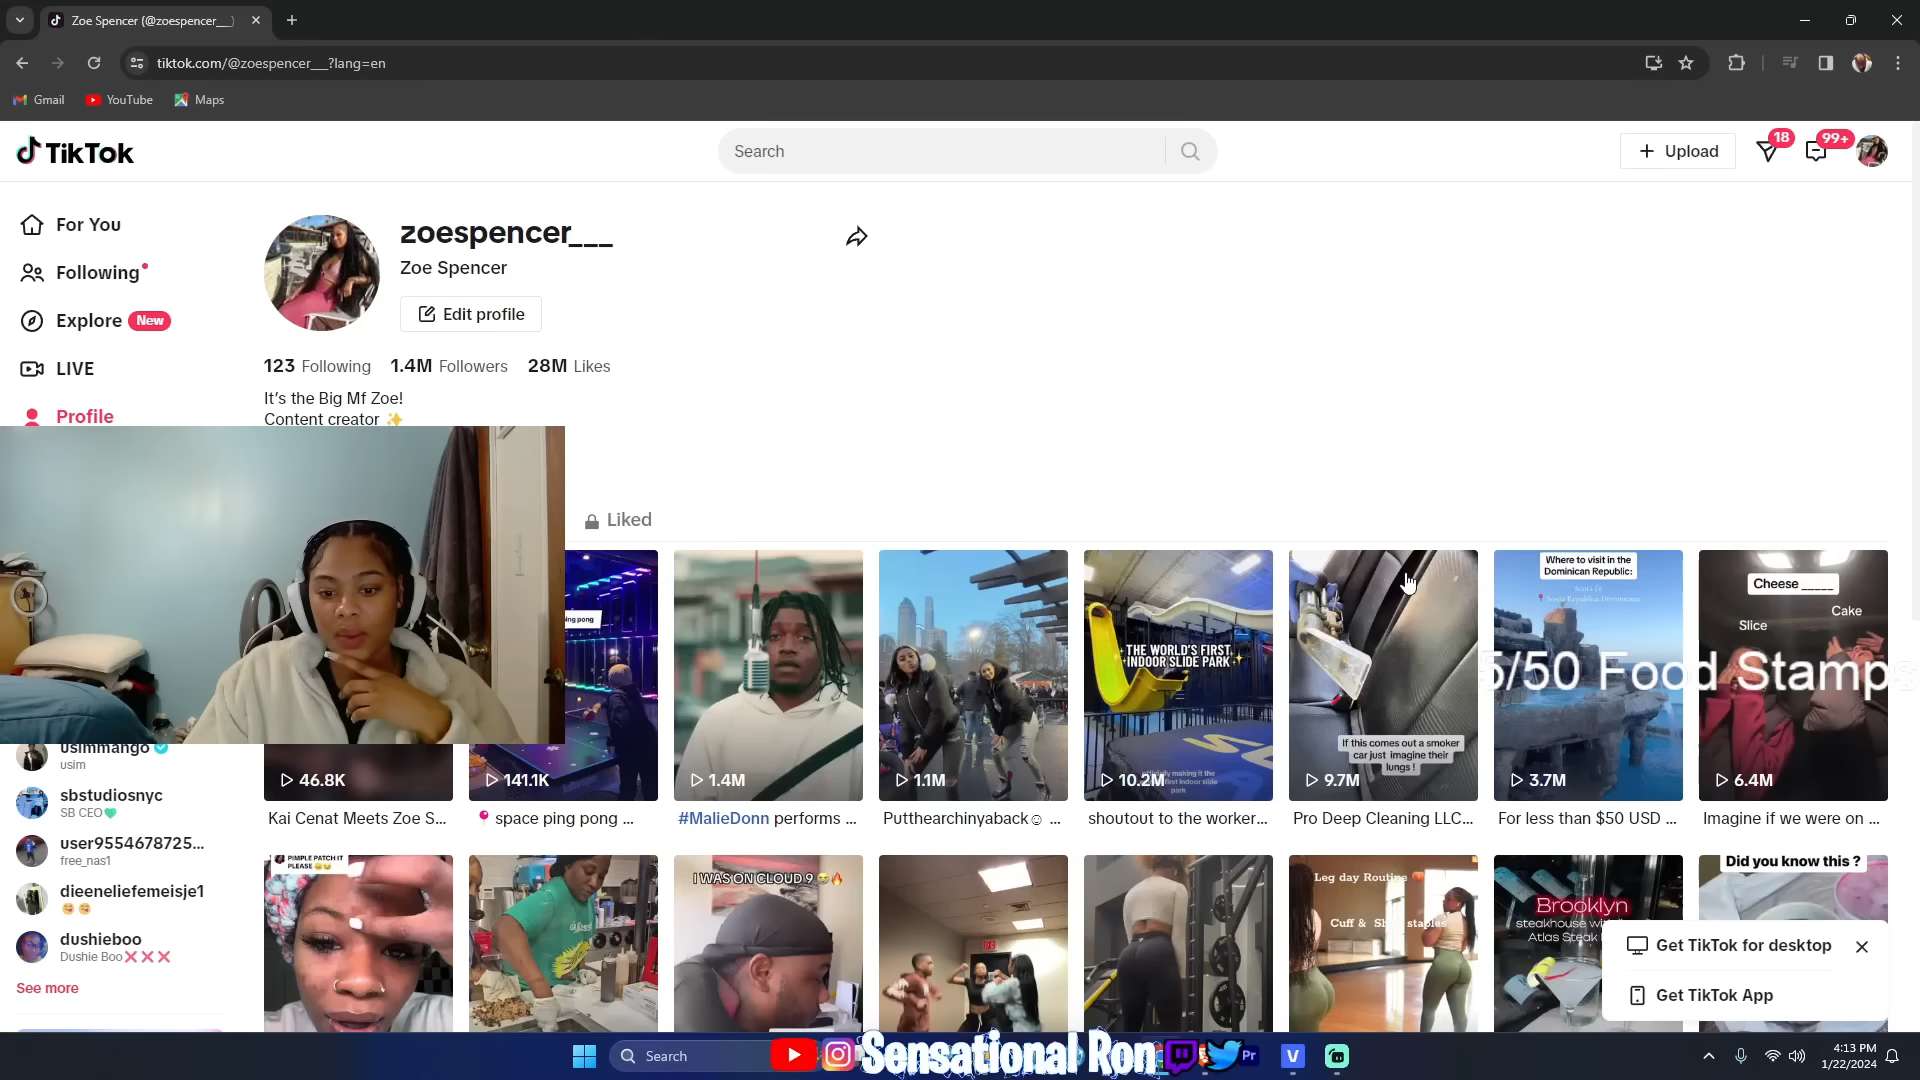 Zoe Spencer (@zoespencer___)
tiktok.com/@zoespencer___?lang=en
Gmail
YouTube
Maps
TikTok
Search
Upload
18
99+
For You
Following
Explore New
LIVE
Profile
zoespencer___
Zoe Spencer
Edit profile
123 Following 1.4M Followers 28M Likes
It's the Big Mf Zoe!
Content creator ✨
Liked
ping pong
THE WORLD'S FIRST
INDOOR SLIDE PARK
If this comes out a smoker
car just imagine their
lungs !
Where to visit in the
Dominican Republic:
Cheese _____
Cake
Slice
5/50 Food Stamps
46.8K
141.1K
1.4M
1.1M
10.2M
9.7M
3.7M
6.4M
Kai Cenat Meets Zoe S...
📍 space ping pong ...
#MalieDonn performs ...
Putthearchinyaback☺ ...
shoutout to the worker...
Pro Deep Cleaning LLC...
For less than $50 USD ...
Imagine if we were on ...
usimmango
usim
sbstudiosnyc
SB CEO💚
user9554678725...
free_nas1
dieeneliefemeisje1
dushieboo
Dushie Boo❌❌❌
See more
PIMPLE PATCH IT
PLEASE
I WAS ON CLOUD 9 😭🔥
Leg day Routine
Brooklyn
Did you know this ?
Get TikTok for desktop
Get TikTok App
Search
Sensational Ron
Pr
V
4:13 PM
1/22/2024